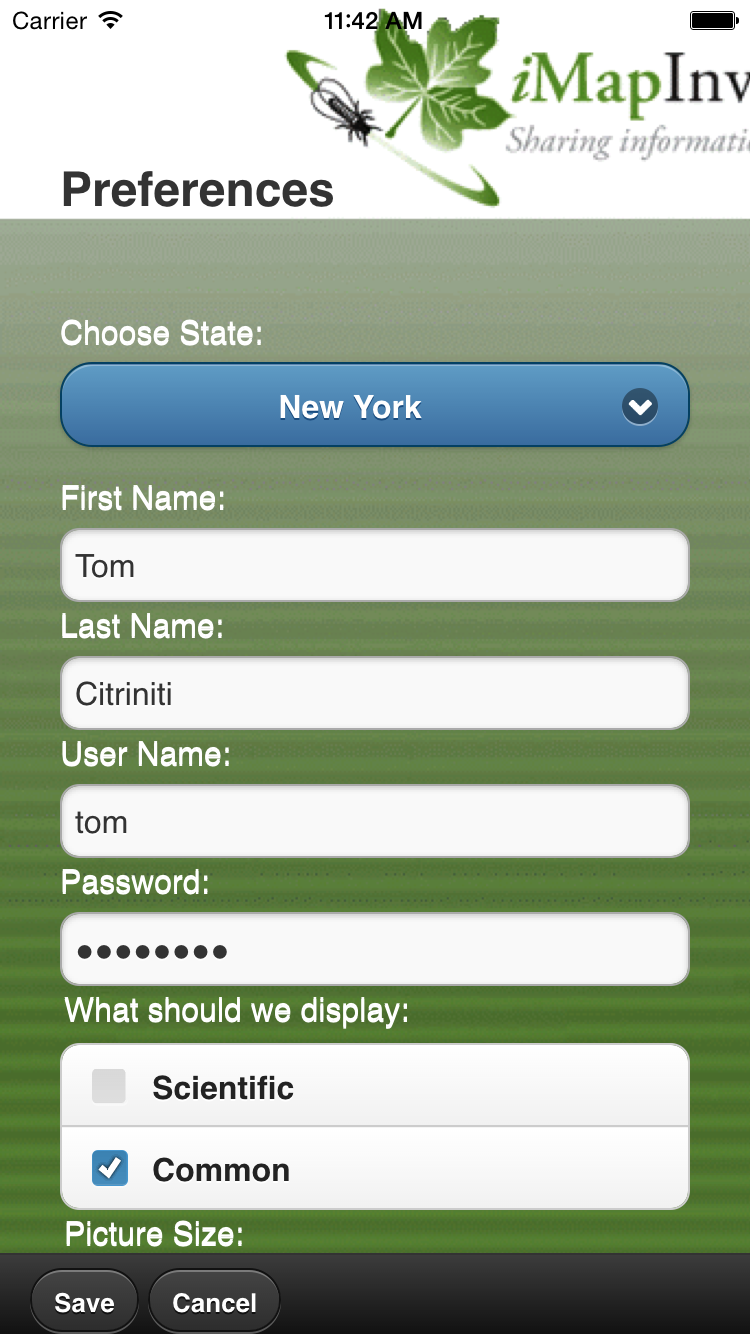 Carrier 11:42 AM
iMapInv
Sharing informati
Preferences
Choose State:
New York
First Name:
Tom
Last Name:
Citriniti
User Name:
tom
Password:
••••••••
What should we display:
Scientific
Common
Picture Size:
Save Cancel